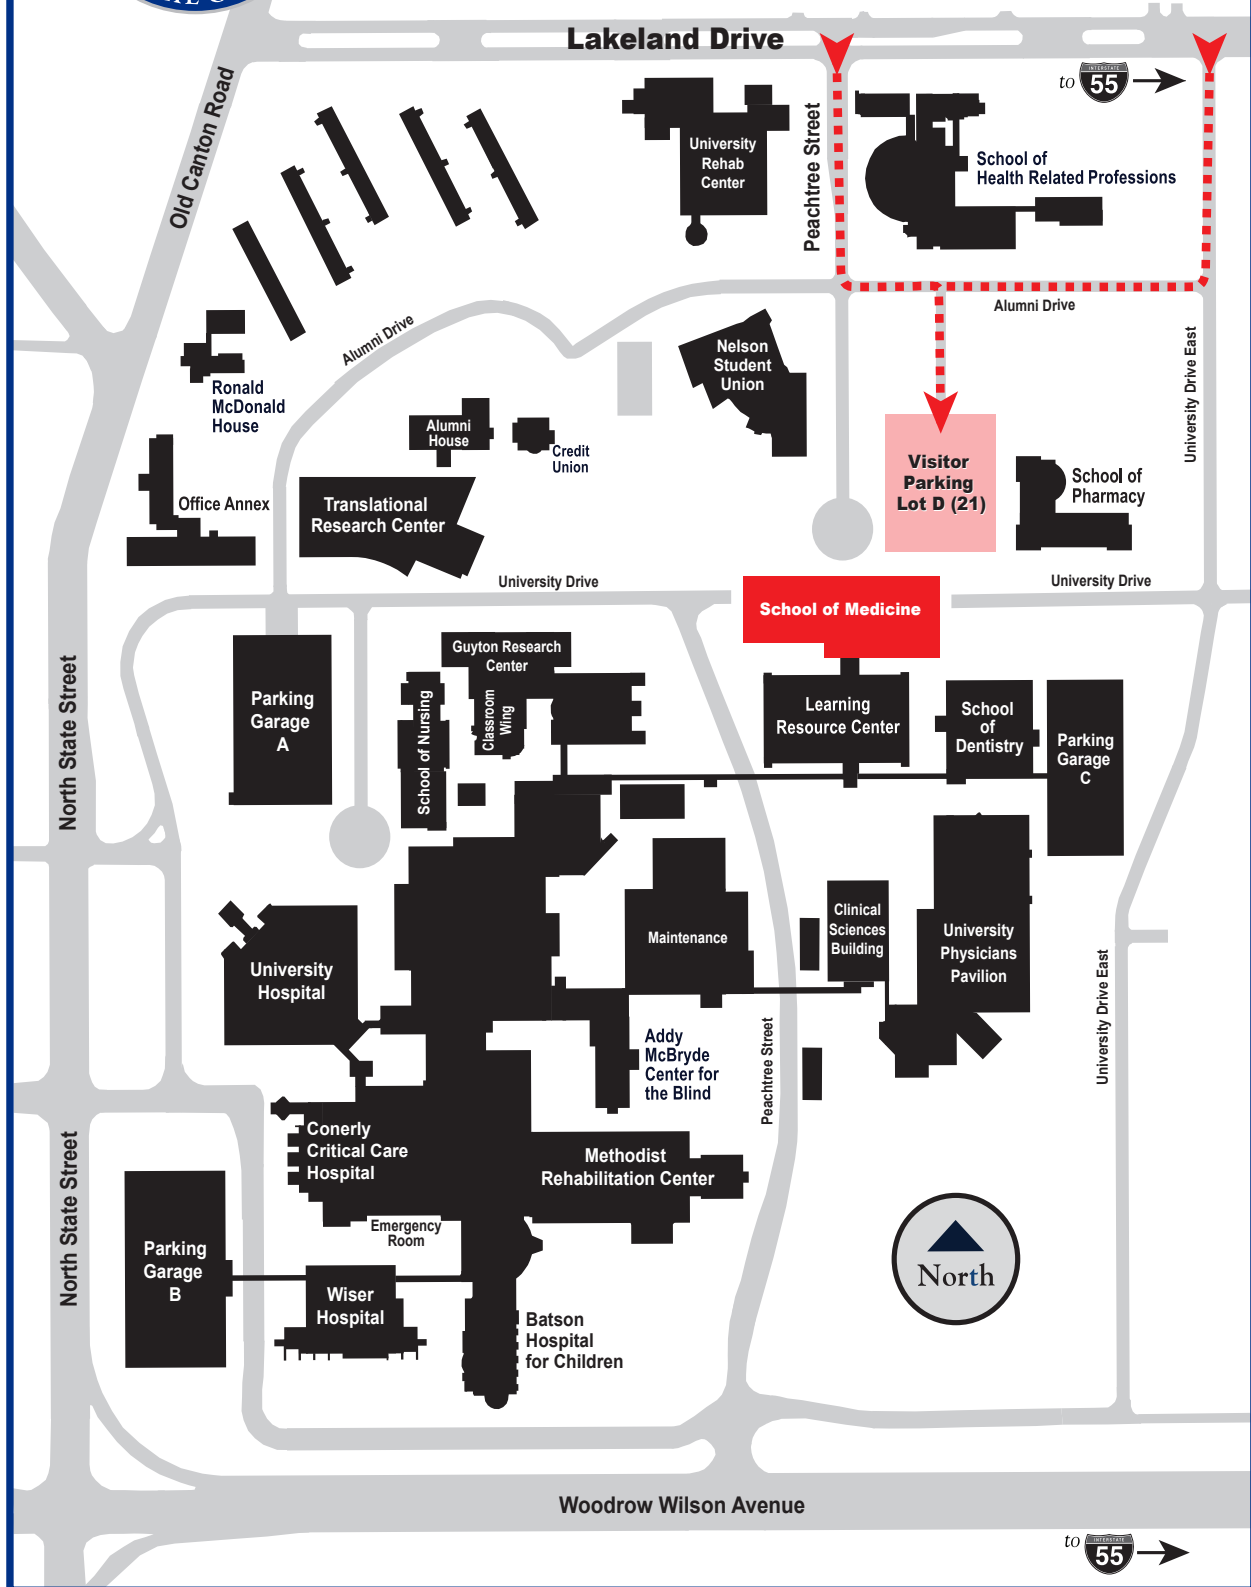 Lakeland Drive
to
INTERSTATE
55
Old Canton Road
Peachtree Street
University
Rehab
Center
School of
Health Related Professions
Alumni Drive
Alumni Drive
University Drive East
Nelson
Student
Union
Ronald
McDonald
House
Alumni
House
Credit
Union
Visitor
Parking
Lot D (21)
School of
Pharmacy
Office Annex
Translational
Research Center
University Drive
University Drive
School of Medicine
Guyton Research
Center
Classroom
Wing
School of Nursing
Parking
Garage
A
North State Street
Learning
Resource Center
School
of
Dentistry
Parking
Garage
C
Maintenance
Clinical
Sciences
Building
University
Physicians
Pavilion
University
Hospital
Addy
McBryde
Center for
the Blind
Peachtree Street
University Drive East
Conerly
Critical Care
Hospital
Methodist
Rehabilitation Center
Emergency
Room
North State Street
Parking
Garage
B
Wiser
Hospital
Batson
Hospital
for Children
North
Woodrow Wilson Avenue
to
INTERSTATE
55